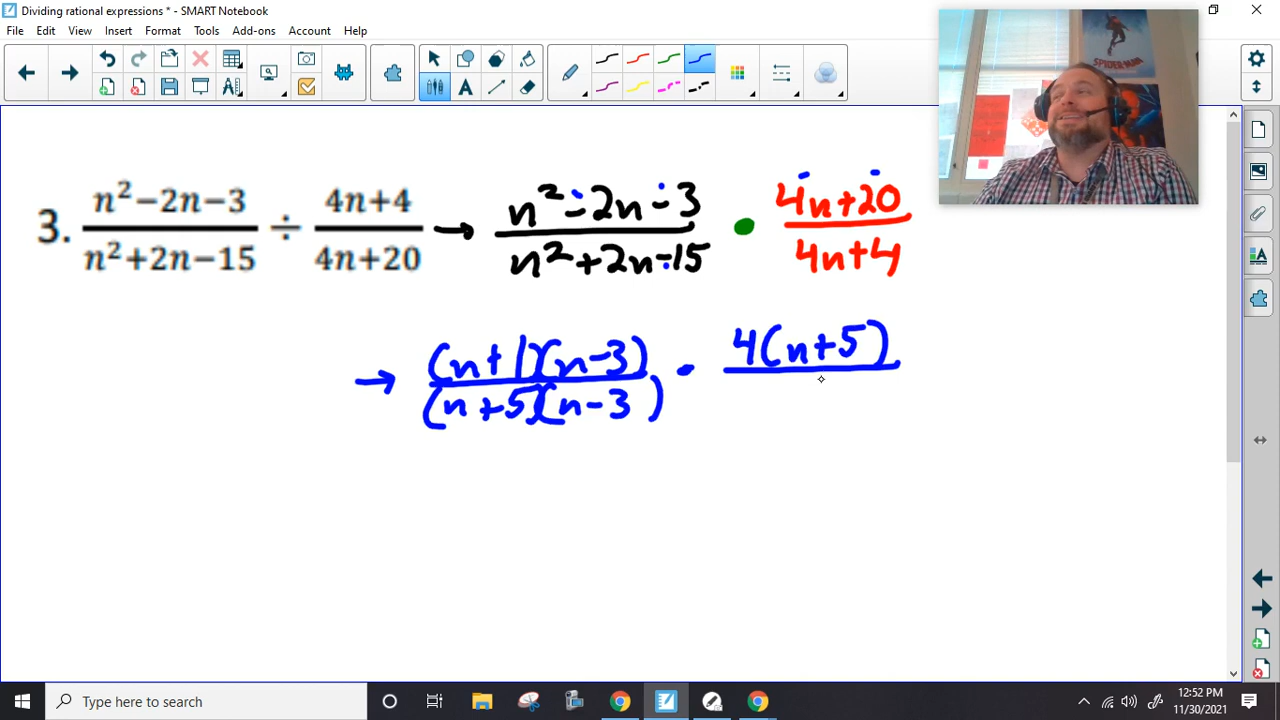 Dividing rational expressions * - SMART Notebook
File Edit View Insert Format Tools Add-ons Account Help
SPIDER-MAN
3. n²−2n−3 / n²+2n−15 ÷ 4n+4 / 4n+20 → n²-2n-3 / n²+2n-15 • 4n+20 / 4n+4
→ (n+1)(n-3) / (n+5)(n-3) • 4(n+5)
Type here to search
12:52 PM
11/30/2021